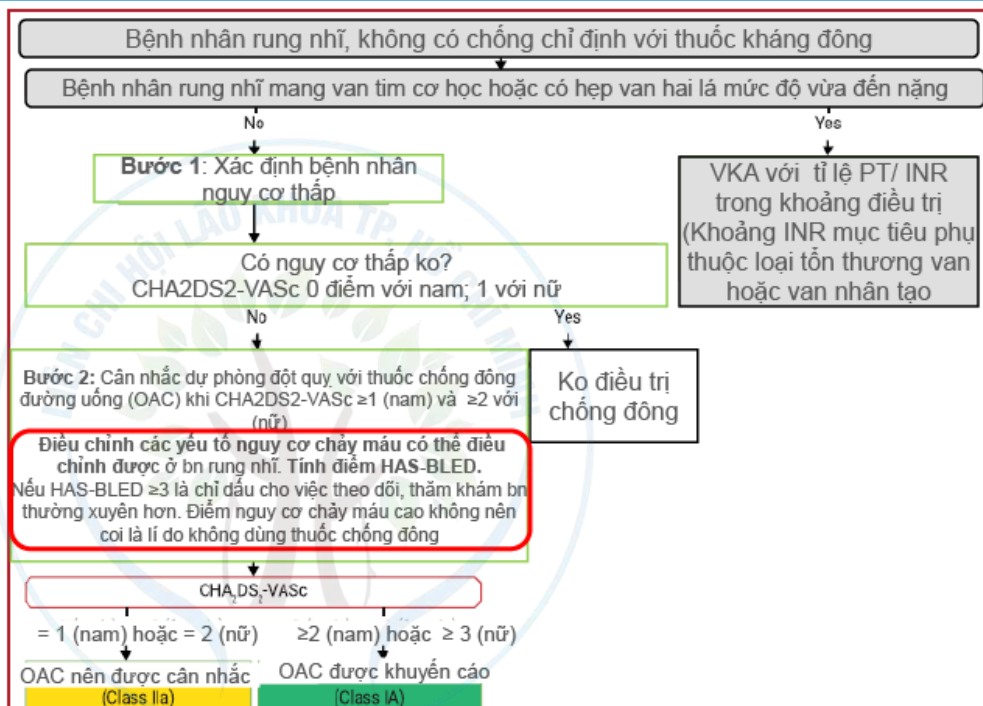 Bệnh nhân rung nhĩ, không có chống chỉ định với thuốc kháng đông
Bệnh nhân rung nhĩ mang van tim cơ học hoặc có hẹp van hai lá mức độ vừa đến nặng
No
Yes
Bước 1: Xác định bệnh nhân
nguy cơ thấp
VKA với tỉ lệ PT/ INR
trong khoảng điều trị
(Khoảng INR mục tiêu phụ
thuộc loại tổn thương van
hoặc van nhân tạo
Có nguy cơ thấp ko?
CHA2DS2-VASc 0 điểm với nam; 1 với nữ
No
Yes
Bước 2: Cân nhắc dự phòng đột quy với thuốc chống đông
đường uống (OAC) khi CHA2DS2-VASc ≥1 (nam) và ≥2 với
(nữ)
Điều chỉnh các yếu tố nguy cơ chảy máu có thể điều
chỉnh được ở bn rung nhĩ. Tính điểm HAS-BLED.
Nếu HAS-BLED ≥3 là chỉ dấu cho việc theo dõi, thăm khám bn
thường xuyên hơn. Điểm nguy cơ chảy máu cao không nên
coi là lí do không dùng thuốc chống đông
Ko điều trị
chống đông
CHA2DS2-VASc
= 1 (nam) hoặc = 2 (nữ)
≥2 (nam) hoặc ≥ 3 (nữ)
OAC nên được cân nhắc
(Class IIa)
OAC được khuyến cáo
(Class IA)
LIÊN CHI HỘI LÃO KHOA TP. HỒ CHÍ MINH